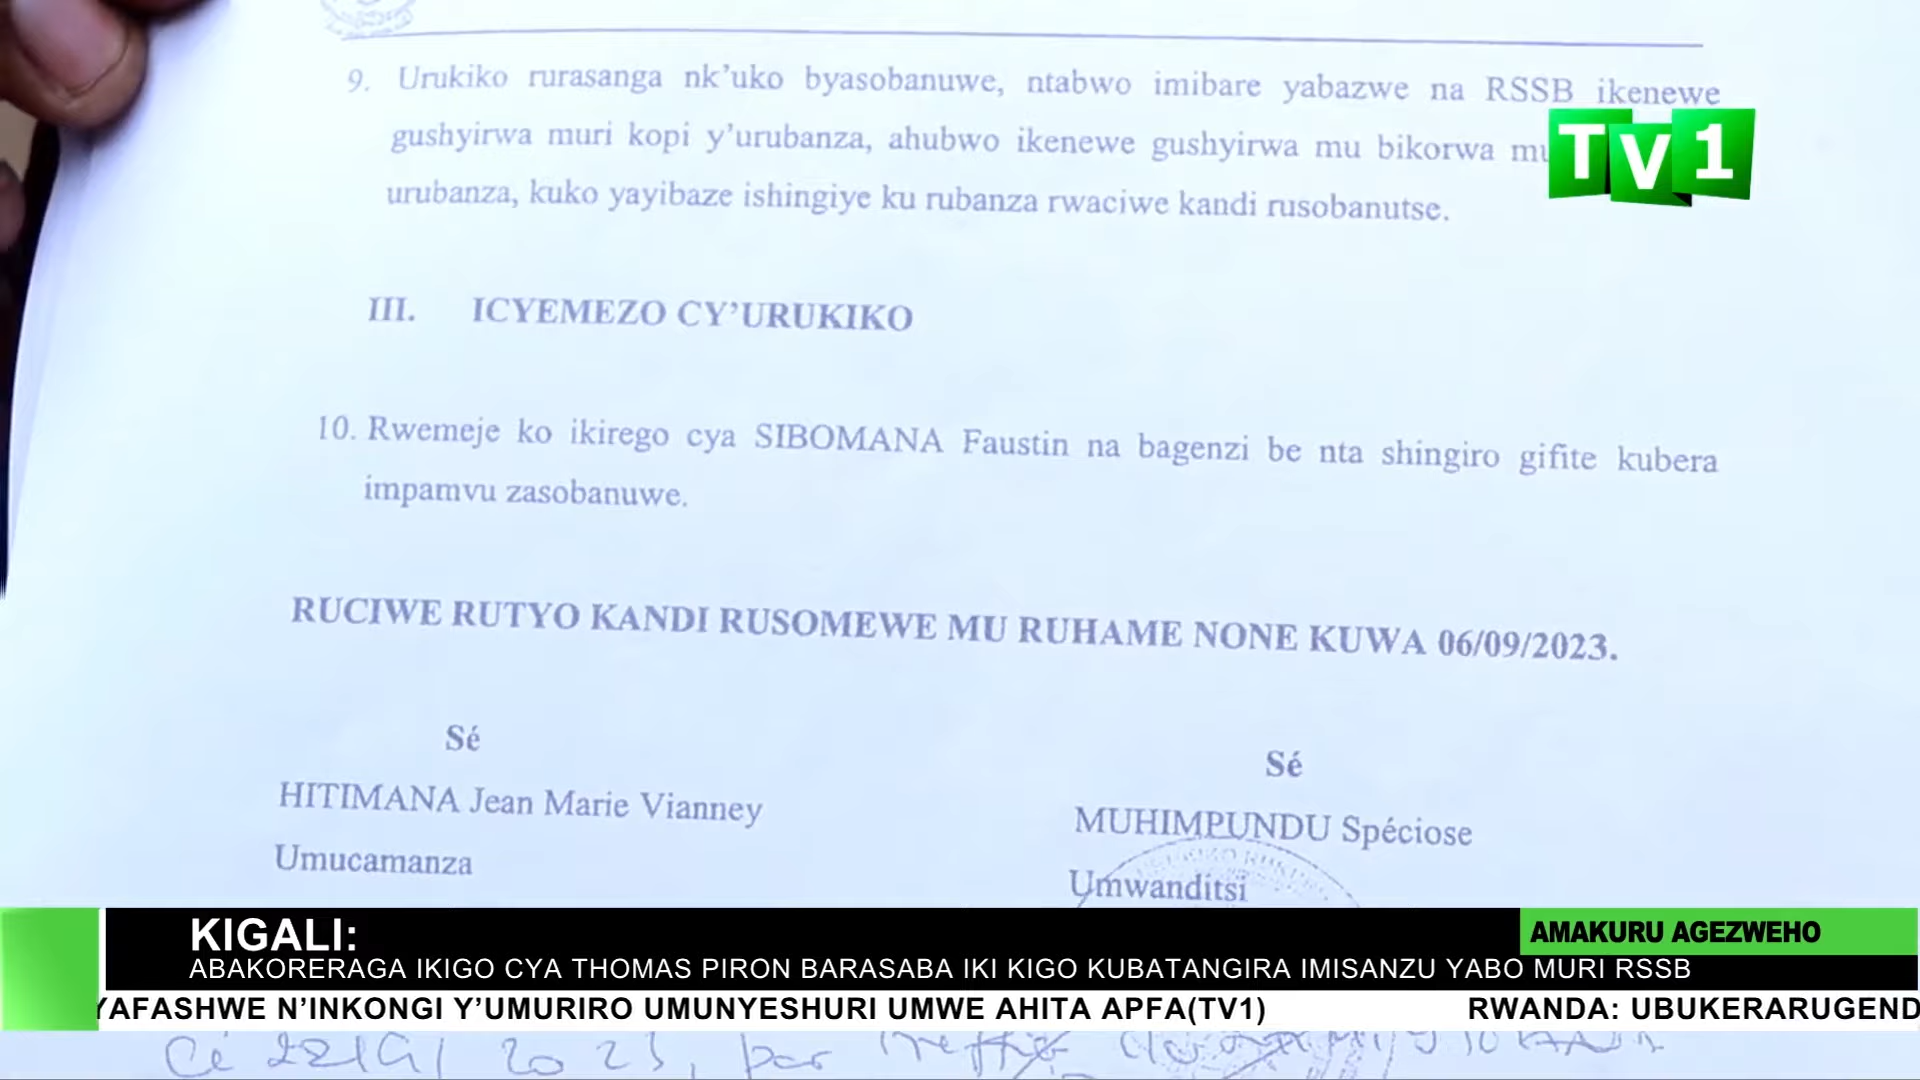 9. Urukiko rurasanga nk'uko byasobanuwe, ntabwo imibare yabazwe na RSSB ikenewe
gushyirwa muri kopi y'urubanza, ahubwo ikenewe gushyirwa mu bikorwa
urubanza, kuko yayibaze ishingiye ku rubanza rwaciwe kandi rusobanutse.
TV1
III. ICYEMEZO CY'URUKIKO
10. Rwemeje ko ikirego cya SIBOMANA Faustin na bagenzi be nta shingiro gifite kubera
impamvu zasobanuwe.
RUCIWE RUTYO KANDI RUSOMEWE MU RUHAME NONE KUWA 06/09/2023.
Sé
Sé
HITIMANA Jean Marie Vianney
MUHIMPUNDU Spéciose
Umucamanza
Umwanditsi
KIGALI:
AMAKURU AGEZWEHO
ABAKORERAGA IKIGO CYA THOMAS PIRON BARASABA IKI KIGO KUBATANGIRA IMISANZU YABO MURI RSSB
YAFASHWE N'INKONGI Y'UMURIRO UMUNYESHURI UMWE AHITA APFA(TV1) RWANDA: UBUKERARUGEND
2023, par